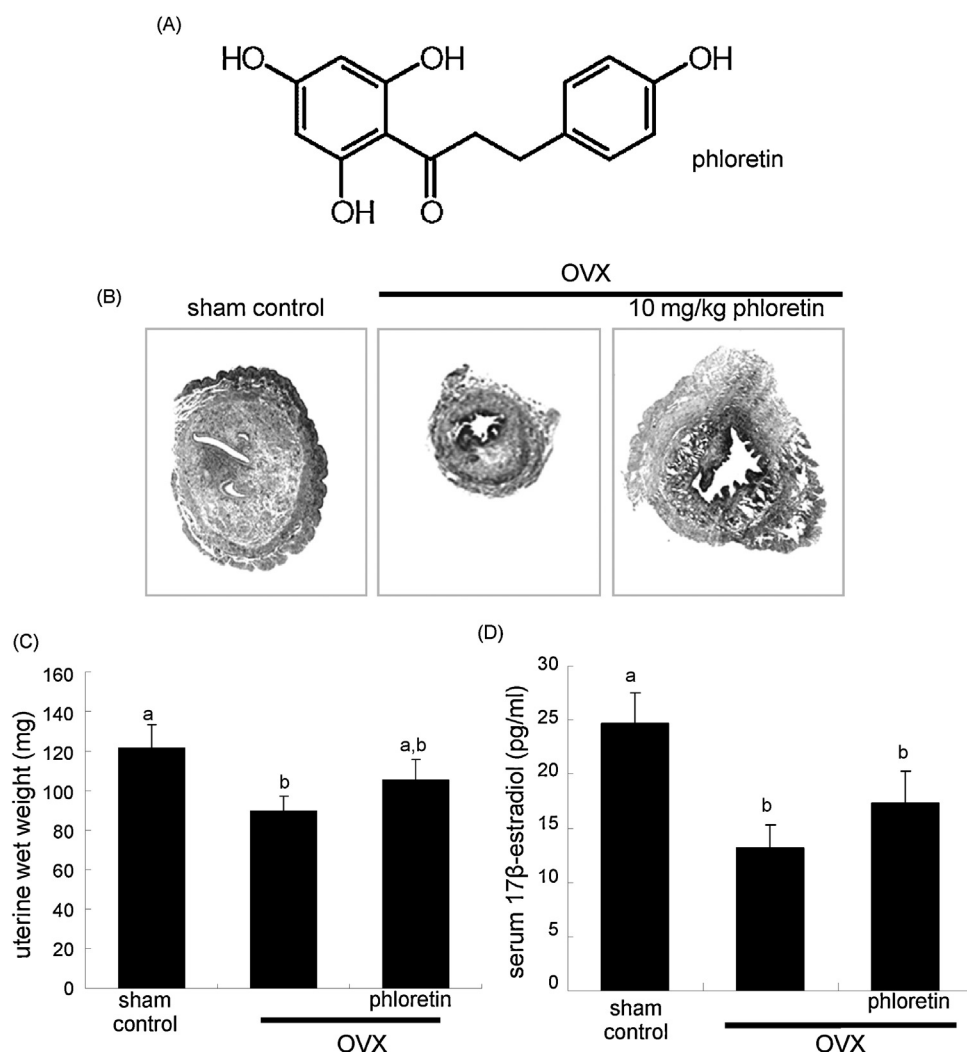 (A)
HO
OH
OH
OH
O
phloretin
OVX
(B)
sham control
10 mg/kg phloretin
(C)
uterine wet weight (mg)
160
140
120
100
80
60
40
20
0
a
b
a,b
sham
control
phloretin
OVX
(D)
serum 17β-estradiol (pg/ml)
30
25
20
15
10
5
0
a
b
b
sham
control
phloretin
OVX